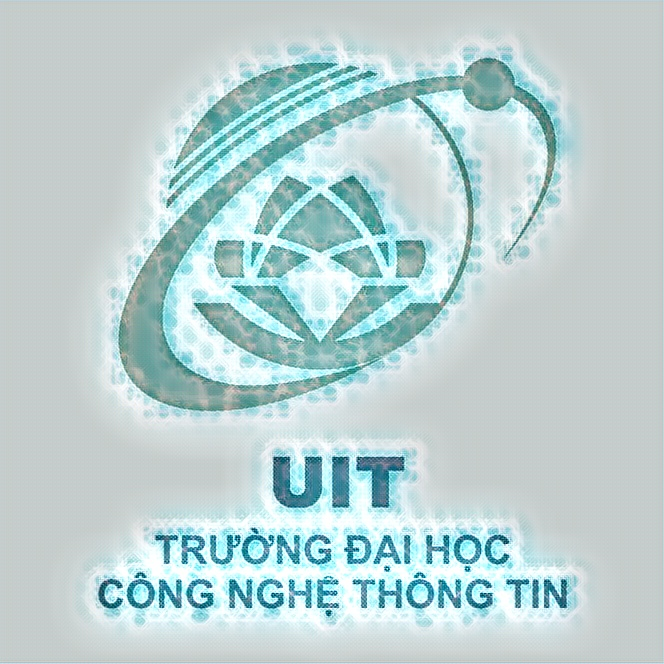 UIT
TRƯỜNG ĐẠI HỌC
CÔNG NGHỆ THÔNG TIN